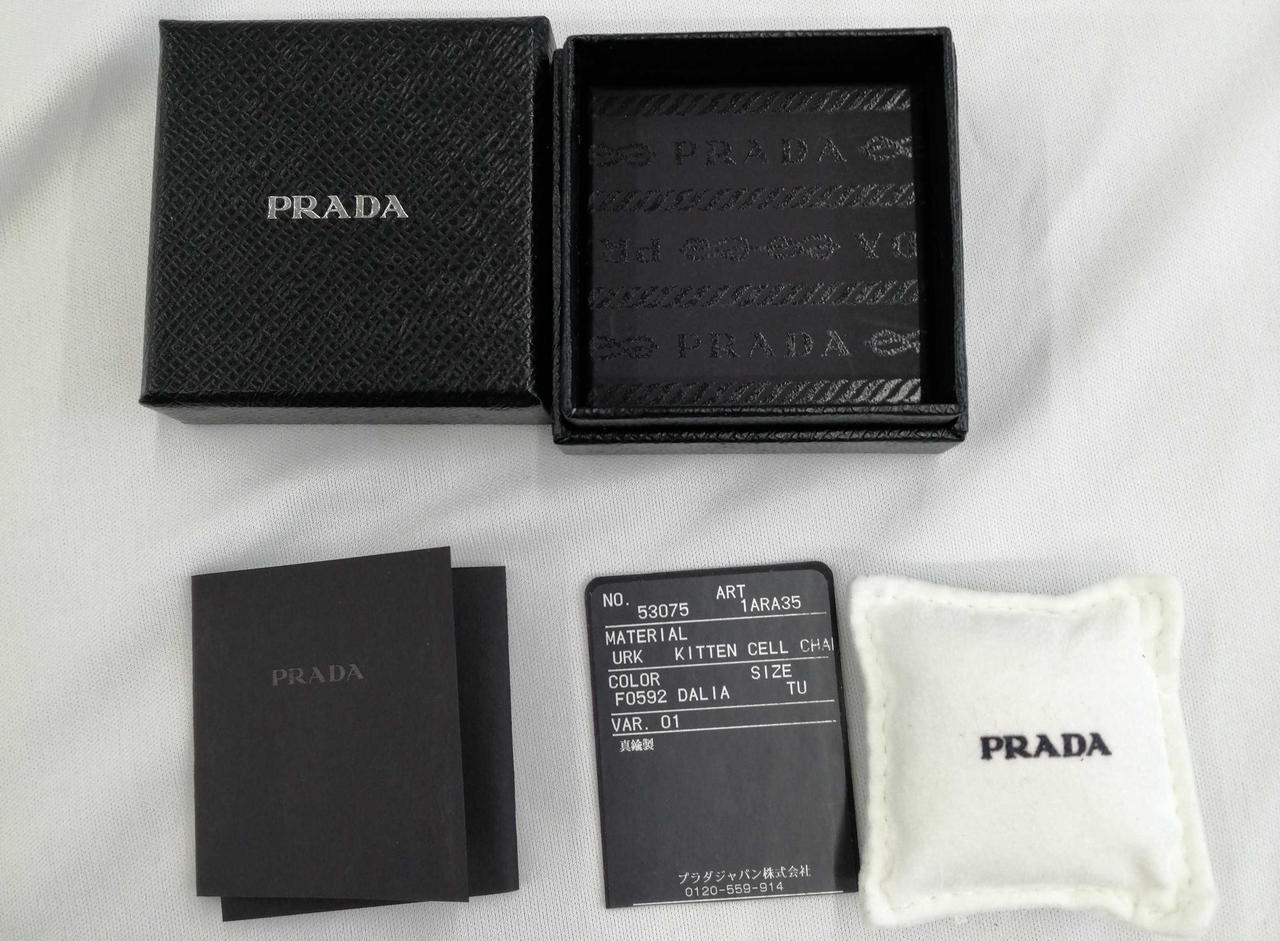 PRADA
PRADA
PRADA
PRADA
NO. 53075 ART 1ARA35
MATERIAL
URK KITTEN CELL CHA
COLOR SIZE
F0592 DALIA TU
VAR. 01
真鍮製
プラダジャパン株式会社
0120-559-914
PRADA